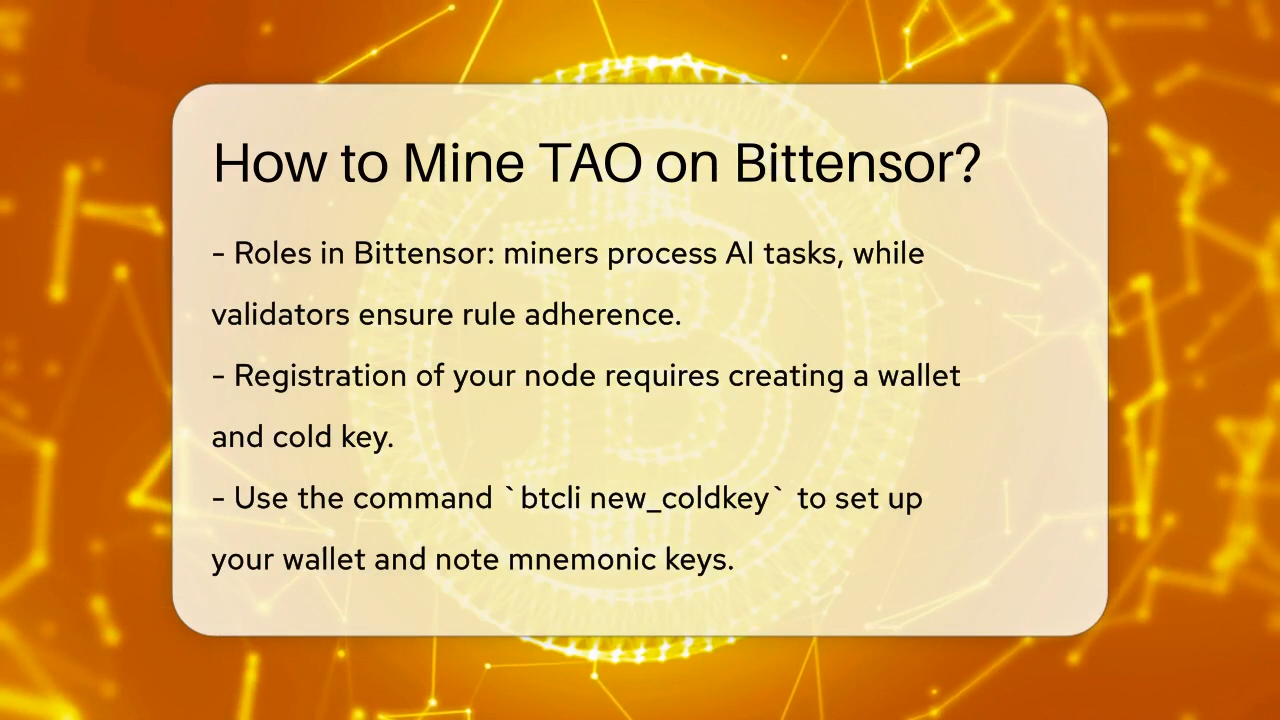 How to Mine TAO on Bittensor?
- Roles in Bittensor: miners process AI tasks, while
validators ensure rule adherence.
- Registration of your node requires creating a wallet
and cold key.
- Use the command `btcli new_coldkey` to set up
your wallet and note mnemonic keys.